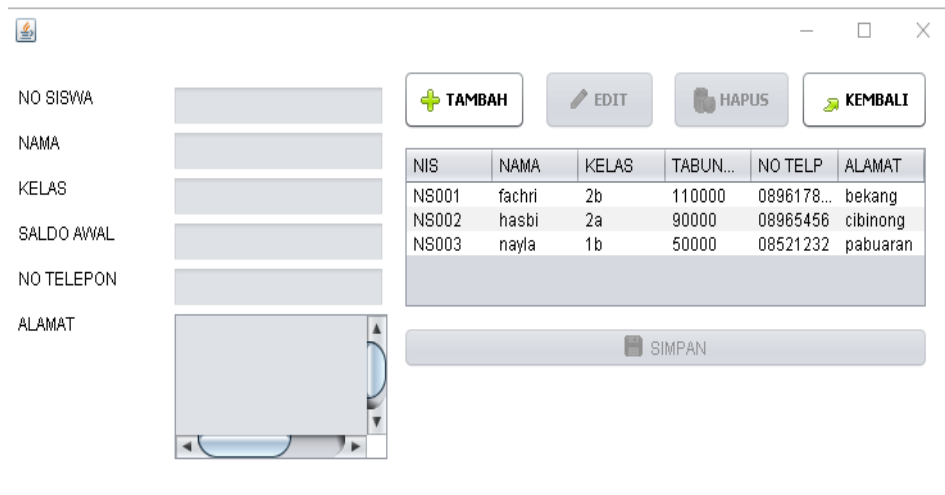 NO SISWA
NAMA
KELAS
SALDO AWAL
NO TELEPON
ALAMAT
TAMBAH EDIT HAPUS KEMBALI
NIS NAMA KELAS TABUN... NO TELP ALAMAT
NS001 fachri 2b 110000 0896178... bekang
NS002 hasbi 2a 90000 08965456 cibinong
NS003 nayla 1b 50000 08521232 pabuaran
SIMPAN